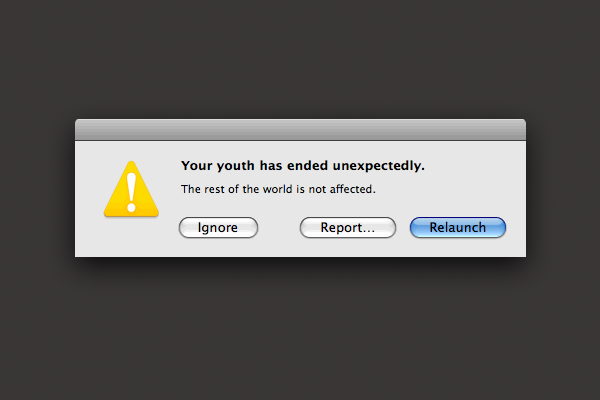 Your youth has ended unexpectedly.
The rest of the world is not affected.
Ignore Report... Relaunch